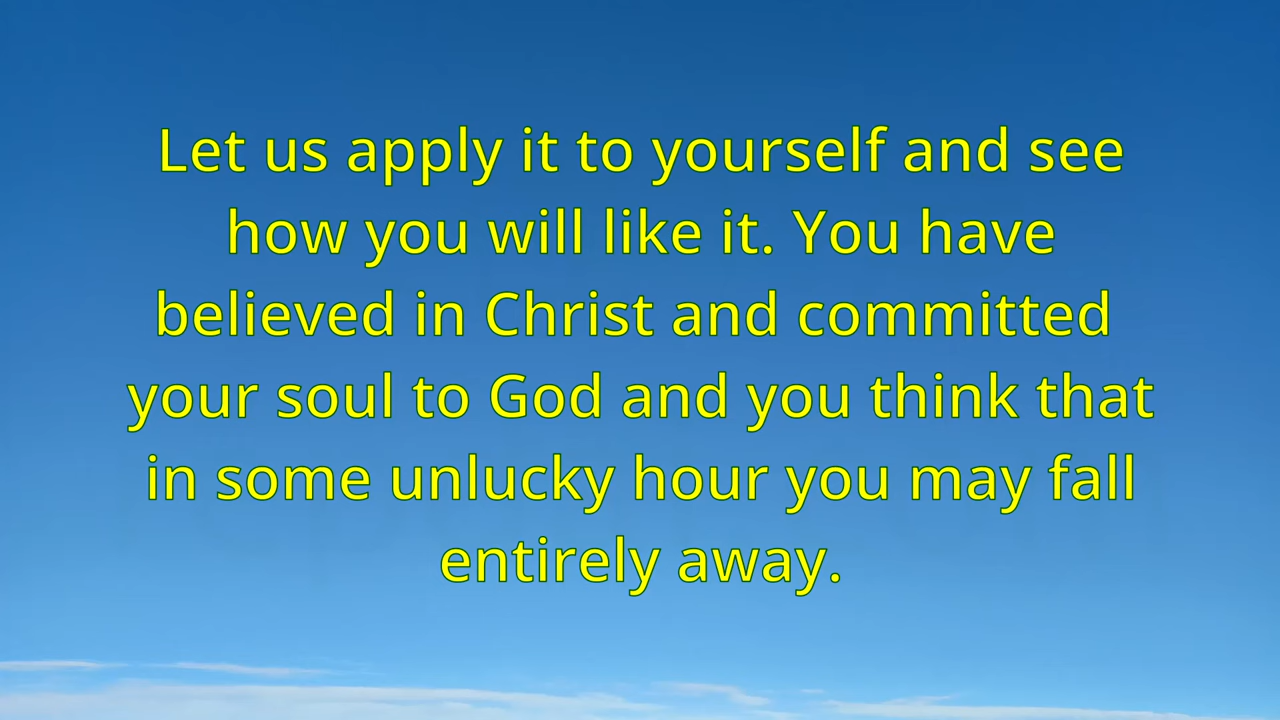 Let us apply it to yourself and see
how you will like it. You have
believed in Christ and committed
your soul to God and you think that
in some unlucky hour you may fall
entirely away.